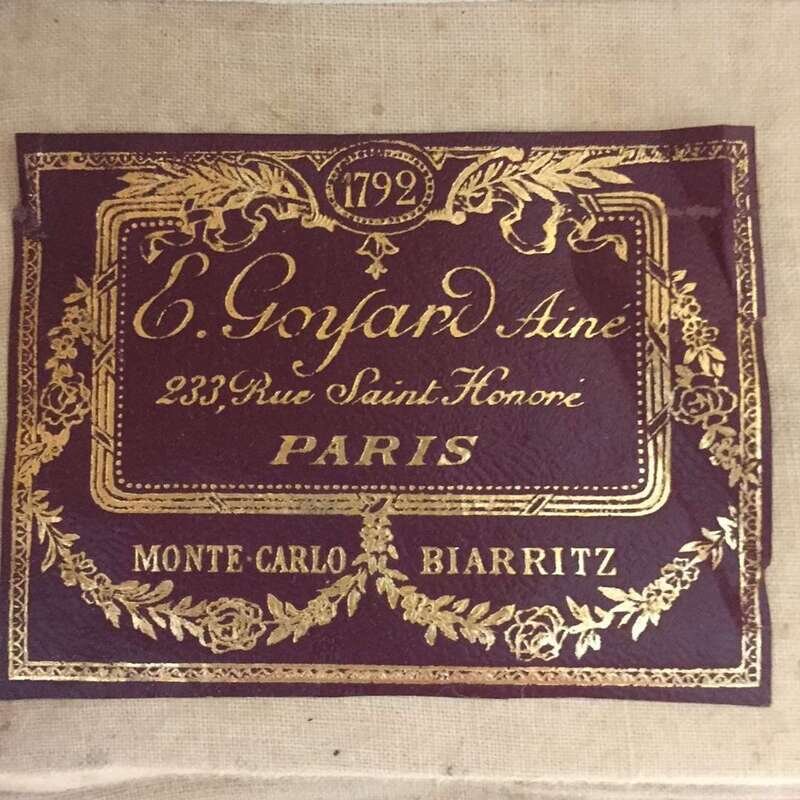 1792
E. Goyard Ainé
233, Rue Saint Honoré
PARIS
MONTE-CARLO BIARRITZ